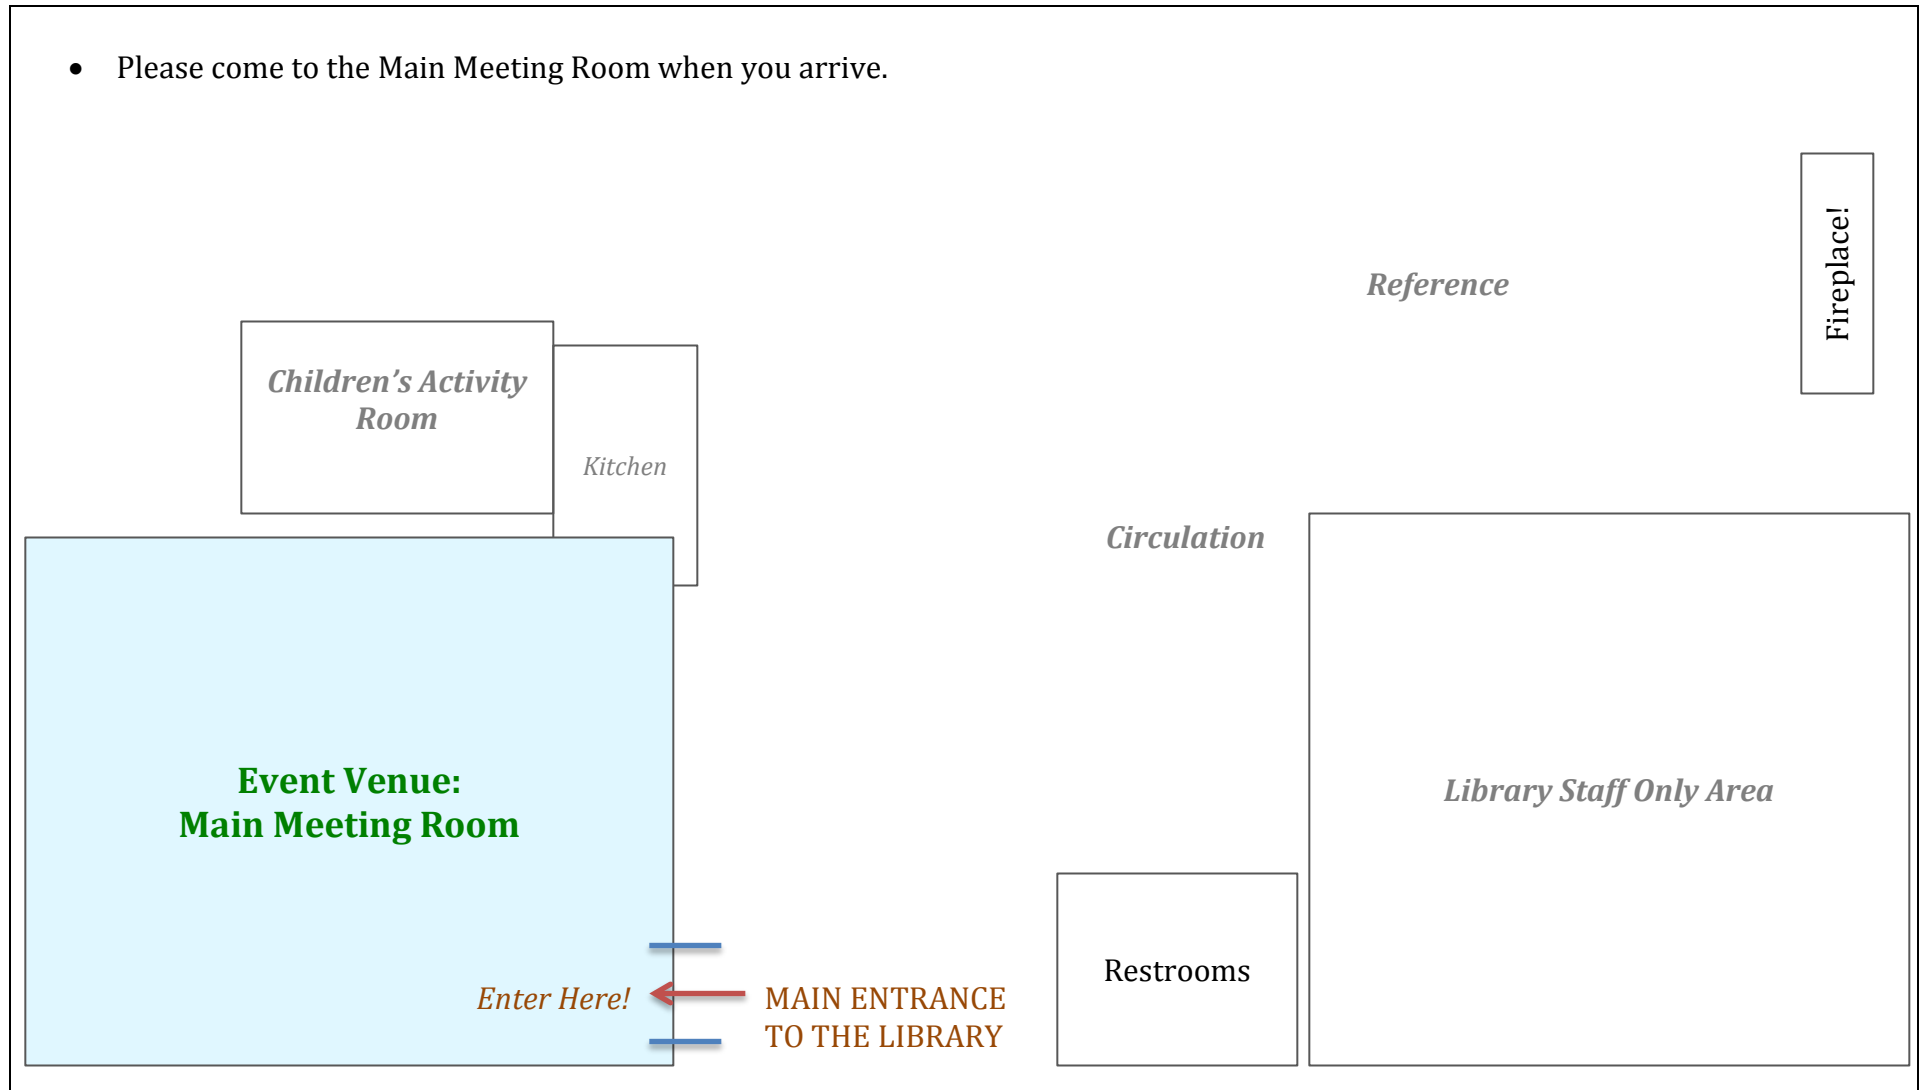 • Please come to the Main Meeting Room when you arrive.
Fireplace!
Reference
Children’s Activity
Room
Kitchen
Circulation
Event Venue:
Main Meeting Room
Library Staff Only Area
Restrooms
Enter Here!
MAIN ENTRANCE
TO THE LIBRARY